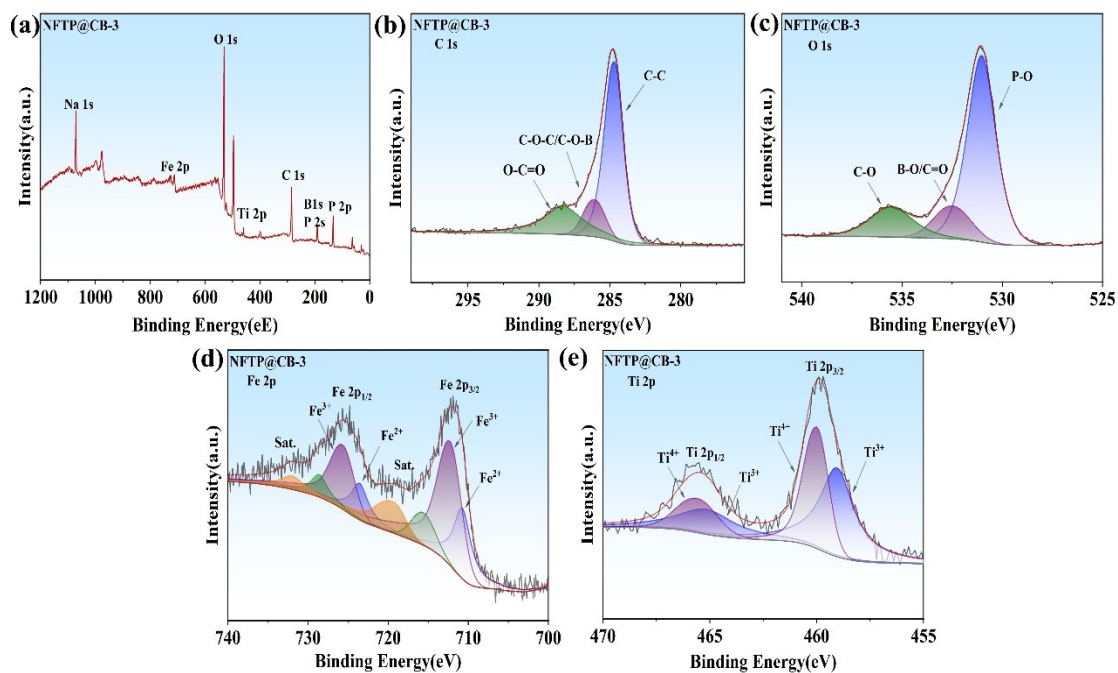 (a)
NFTP@CB-3
O 1s
Na 1s
Fe 2p
Ti 2p
C 1s
B1s
P 2s
P 2p
Intensity(a.u.)
1200 1000 800 600 400 200 0
Binding Energy(eE)
(b)
NFTP@CB-3
C 1s
C-C
C-O-C/C-O-B
O-C=O
Intensity(a.u.)
295 290 285 280
Binding Energy(eV)
(c)
NFTP@CB-3
O 1s
P-O
B-O/C=O
C-O
Intensity(a.u.)
540 535 530 525
Binding Energy(eV)
(d)
NFTP@CB-3
Fe 2p
Fe 2p1/2
Fe 2p3/2
Fe3+
Fe2+
Fe3+
Sat.
Sat.
Fe2+
Intensity(a.u.)
740 730 720 710 700
Binding Energy(eV)
(e)
NFTP@CB-3
Ti 2p
Ti 2p3/2
Ti4+
Ti4+
Ti 2p1/2
Ti3+
Ti3+
Intensity(a.u.)
470 465 460 455
Binding Energy(eV)